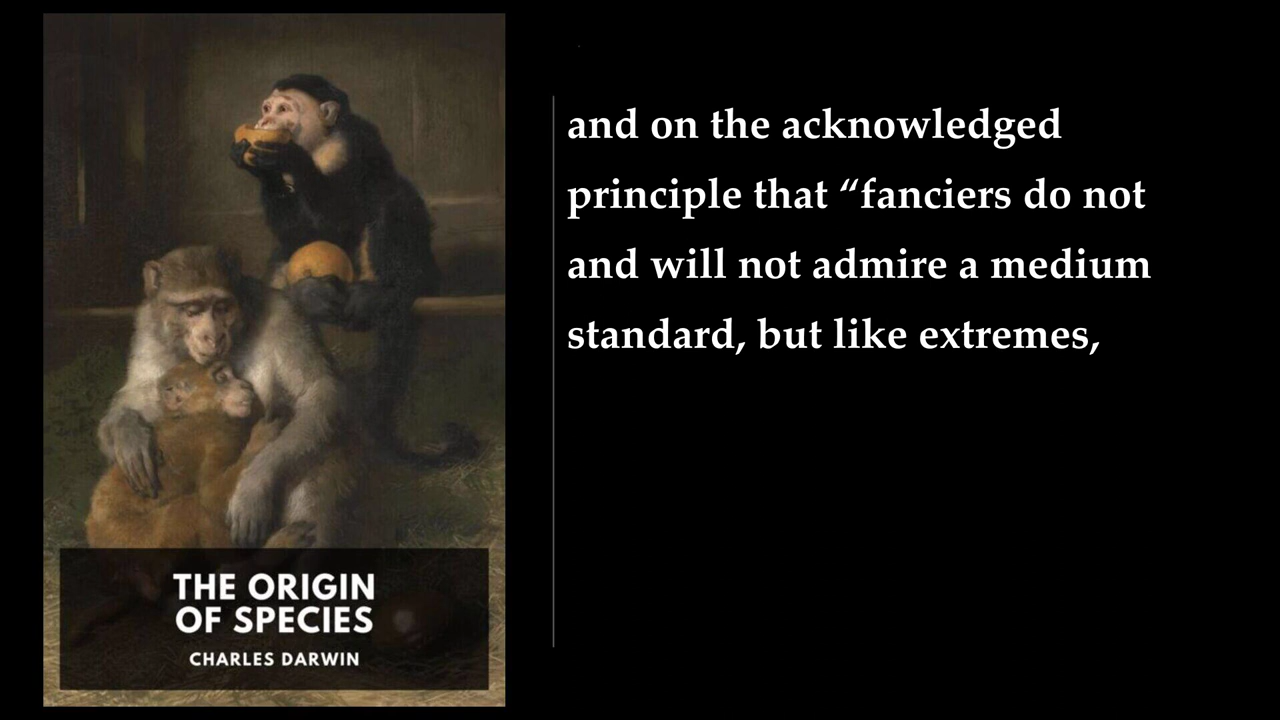 and on the acknowledged
principle that “fanciers do not
and will not admire a medium
standard, but like extremes,
THE ORIGIN
OF SPECIES
CHARLES DARWIN